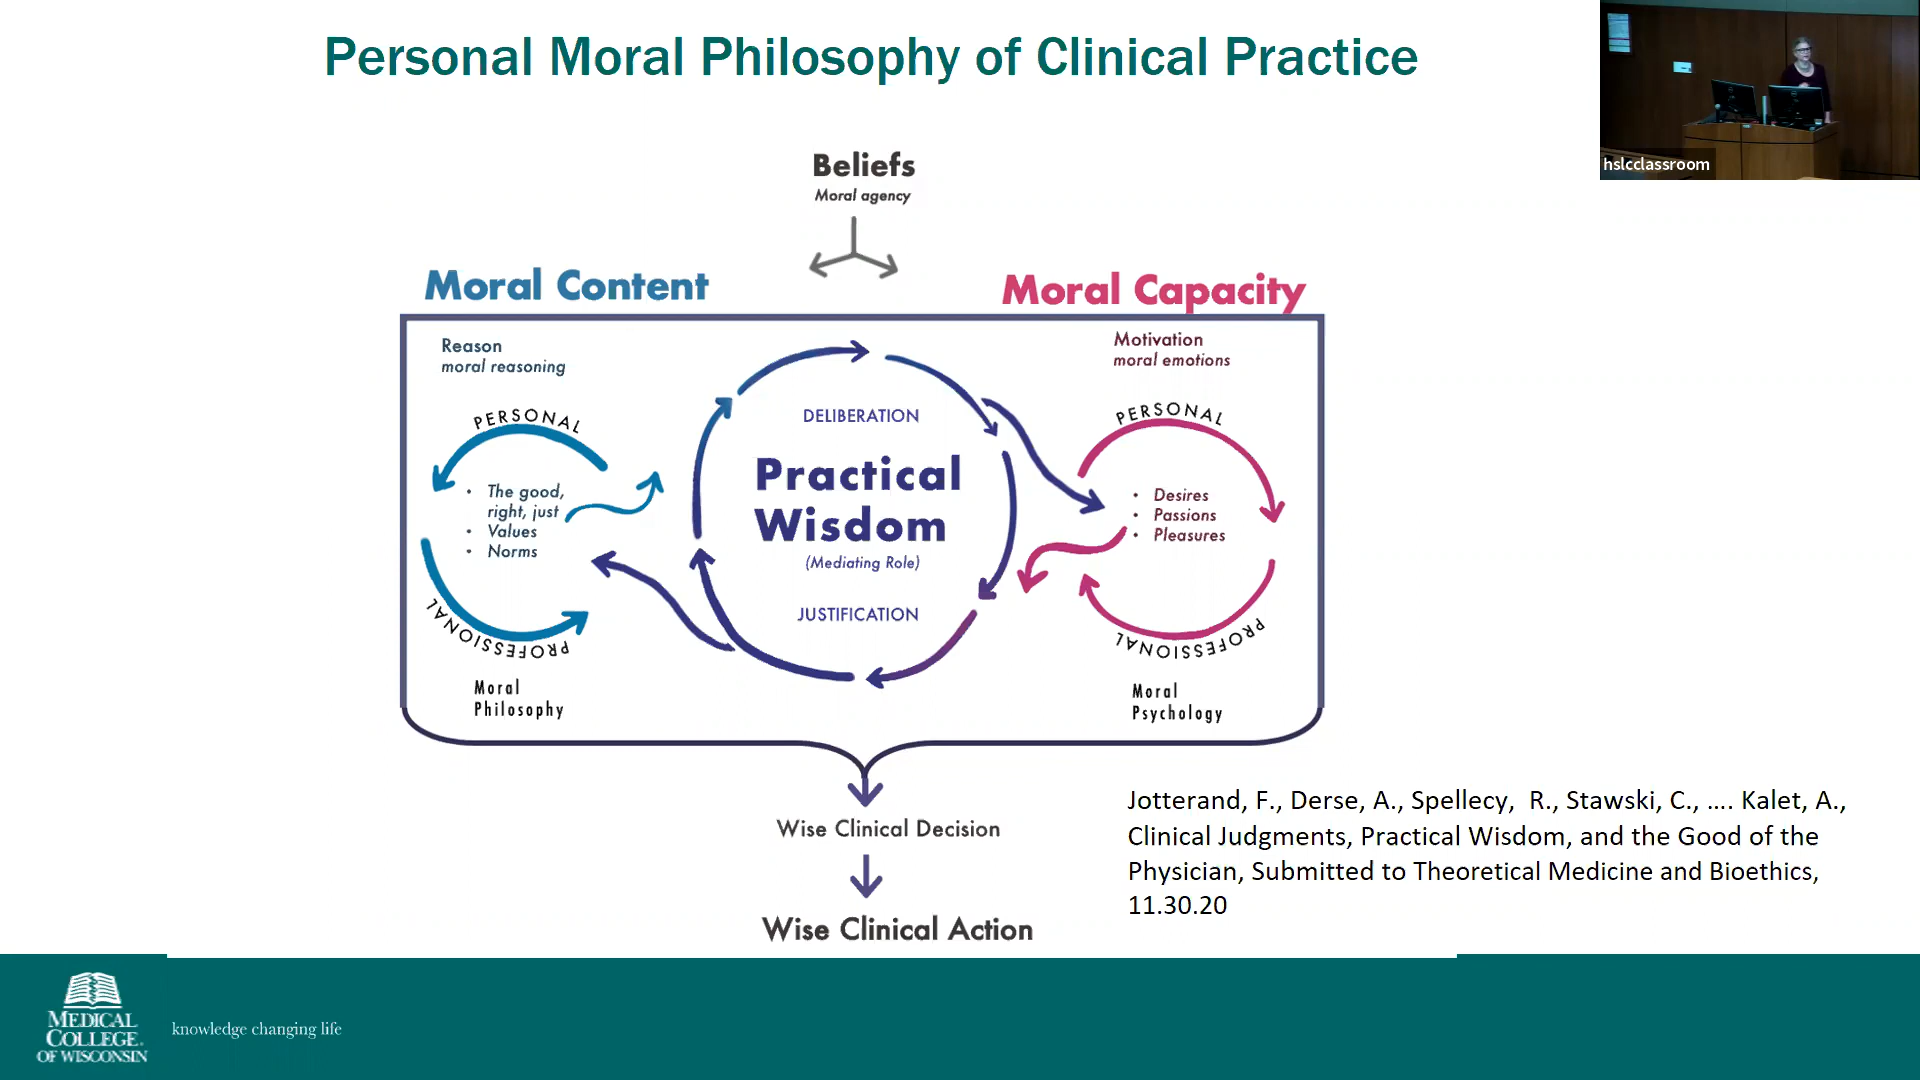 Personal Moral Philosophy of Clinical Practice
hslcclassroom
Beliefs
Moral agency
Moral Content
Moral Capacity
Reason
moral reasoning
PERSONAL
• The good,
right, just
• Values
• Norms
PROFESSIONAL
Moral
Philosophy
DELIBERATION
Practical
Wisdom
(Mediating Role)
JUSTIFICATION
Motivation
moral emotions
PERSONAL
• Desires
• Passions
• Pleasures
PROFESSIONAL
Moral
Psychology
Wise Clinical Decision
Wise Clinical Action
Jotterand, F., Derse, A., Spellecy, R., Stawski, C., .... Kalet, A.,
Clinical Judgments, Practical Wisdom, and the Good of the
Physician, Submitted to Theoretical Medicine and Bioethics,
11.30.20
MEDICAL
COLLEGE
OF WISCONSIN
knowledge changing life